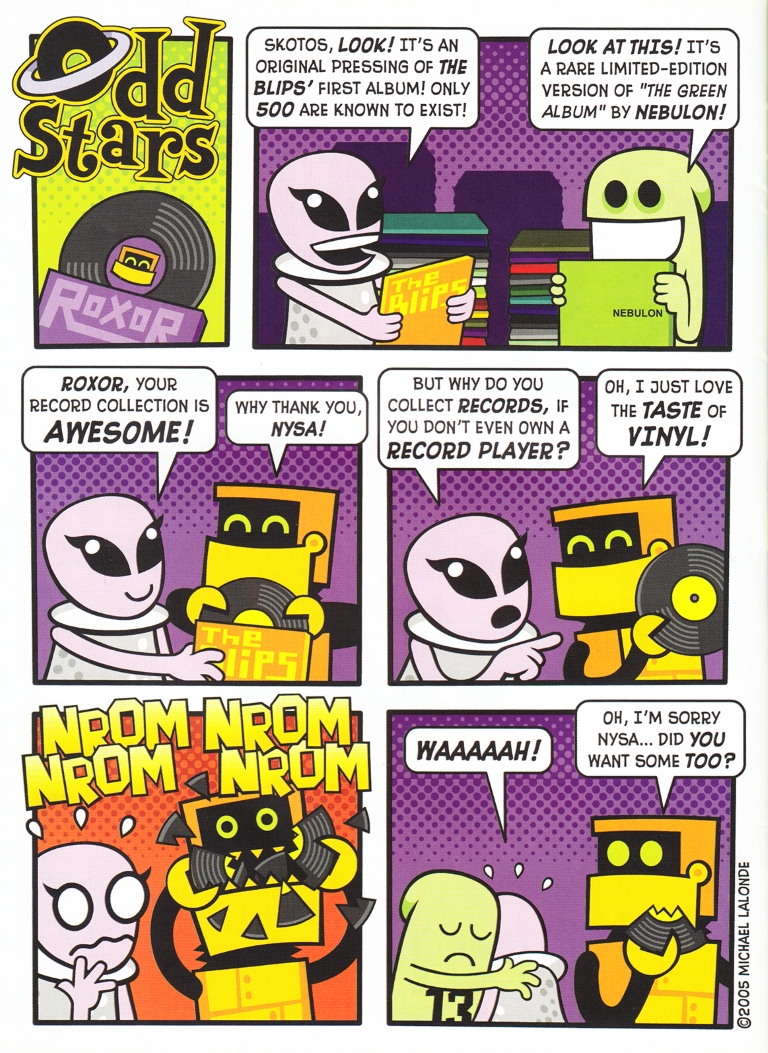 Odd
Stars
ROXOR
SKOTOS, LOOK! IT'S AN
ORIGINAL PRESSING OF THE
BLIPS' FIRST ALBUM! ONLY
500 ARE KNOWN TO EXIST!
LOOK AT THIS! IT'S
A RARE LIMITED-EDITION
VERSION OF "THE GREEN
ALBUM" BY NEBULON!
The
Blips
NEBULON
ROXOR, YOUR
RECORD COLLECTION IS
AWESOME!
WHY THANK YOU,
NYSA!
The
Blips
BUT WHY DO YOU
COLLECT RECORDS, IF
YOU DON'T EVEN OWN A
RECORD PLAYER?
OH, I JUST LOVE
THE TASTE OF
VINYL!
NROM NROM
NROM NROM
WAAAAAH!
OH, I'M SORRY
NYSA... DID YOU
WANT SOME TOO?
13
©2005 MICHAEL LALONDE